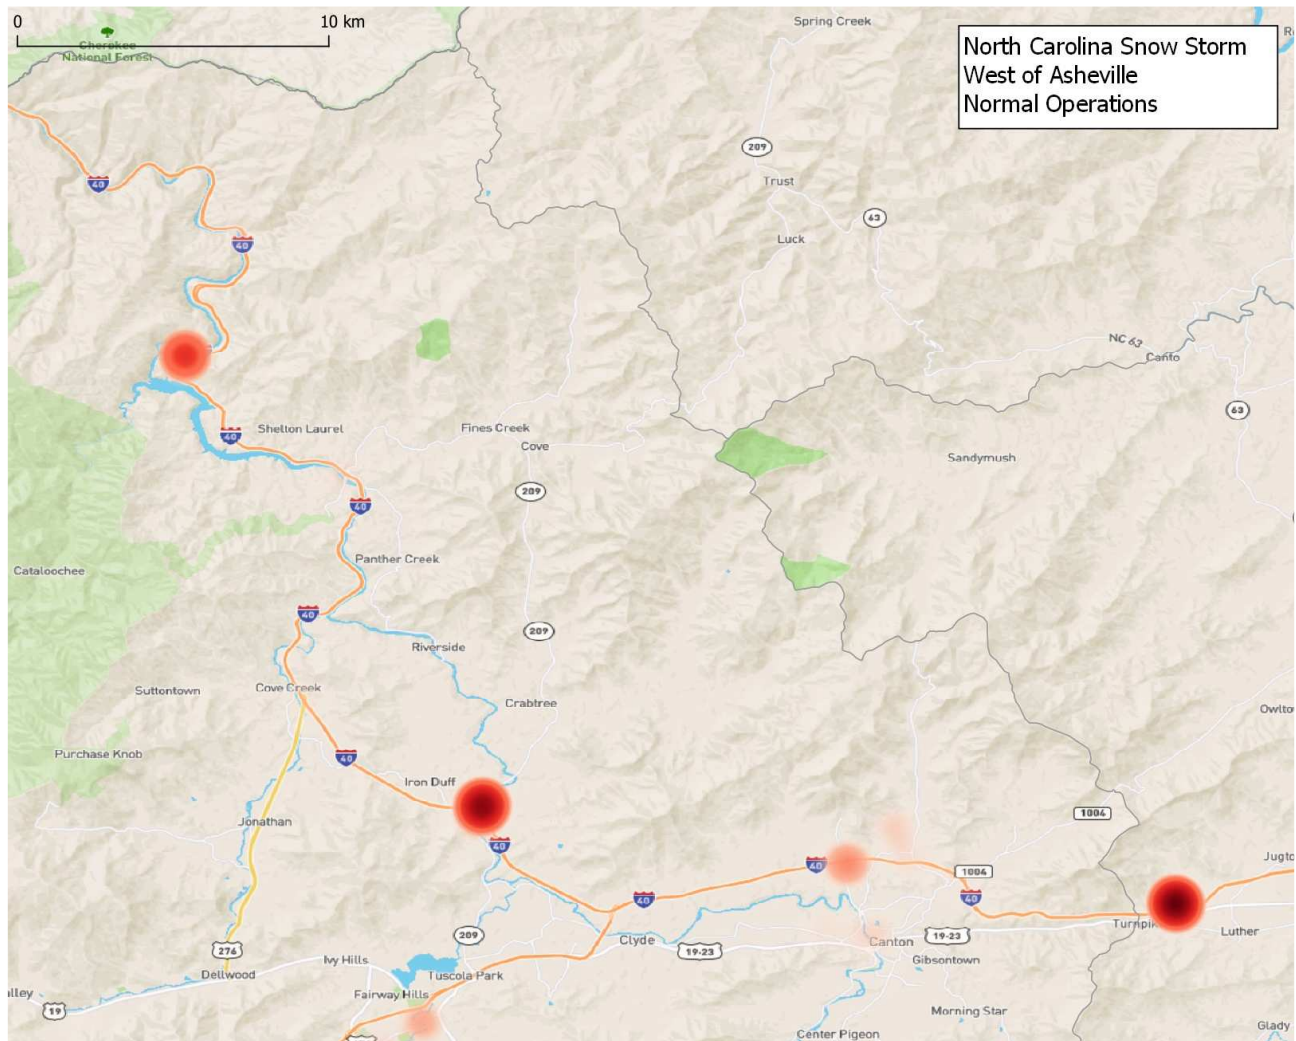 0
10 km
Spring Creek
Cherokee
National Forest
North Carolina Snow Storm
West of Asheville
Normal Operations
209
Trust
40
63
Luck
40
NC 63
Canto
63
Shelton Laurel
Fines Creek
40
Cove
Sandymush
209
40
Panther Creek
Cataloochee
40
209
Riverside
Suttontown
Cove Creek
Crabtree
Purchase Knob
40
Iron Duff
1004
Jonathan
40
40
1004
40
40
209
Clyde
19-23
Canton
19-23
Luther
276
Ivy Hills
Gibsontown
Dellwood
Tuscola Park
Fairway Hills
19
Morning Star
Center Pigeon
Glady